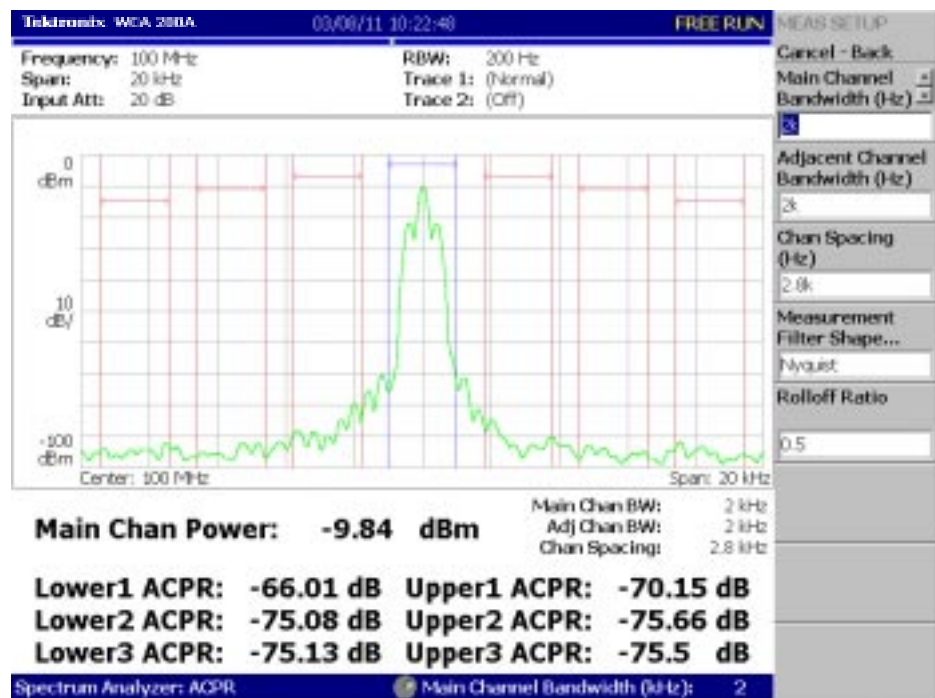 Tektronix WCA 200A 03/08/11 10:22:48 FREE RUN
MEAS SETUP
Frequency: 100 MHz
Span: 20 kHz
Input Att: 20 dB
RBW: 200 Hz
Trace 1: (Normal)
Trace 2: (Off)
Cancel - Back
Main Channel
Bandwidth (Hz)
2k
Adjacent Channel
Bandwidth (Hz)
2k
Chan Spacing
(Hz)
2.8k
Measurement
Filter Shape...
Nyquist
Rolloff Ratio
0.5
0
dBm
10
dB/
-100
dBm
Center: 100 MHz Span: 20 kHz
Main Chan Power: -9.84 dBm
Main Chan BW: 2 kHz
Adj Chan BW: 2 kHz
Chan Spacing: 2.8 kHz
Lower1 ACPR: -66.01 dB Upper1 ACPR: -70.15 dB
Lower2 ACPR: -75.08 dB Upper2 ACPR: -75.66 dB
Lower3 ACPR: -75.13 dB Upper3 ACPR: -75.5 dB
Spectrum Analyzer: ACPR Main Channel Bandwidth (kHz): 2